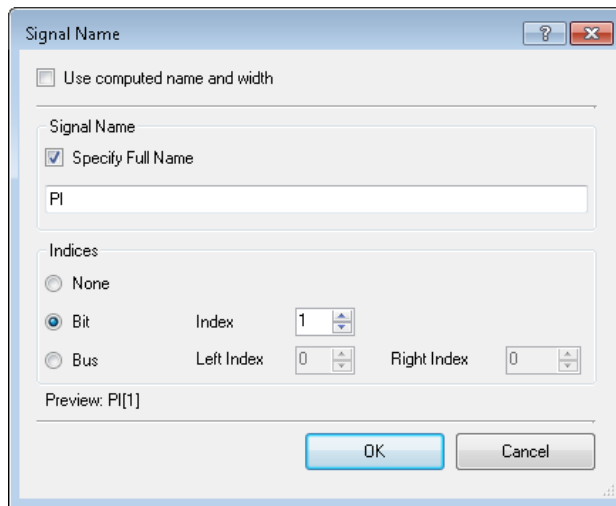 Signal Name
Use computed name and width
Signal Name
Specify Full Name
PI
Indices
None
Bit Index 1
Bus Left Index 0 Right Index 0
Preview: PI[1]
OK Cancel